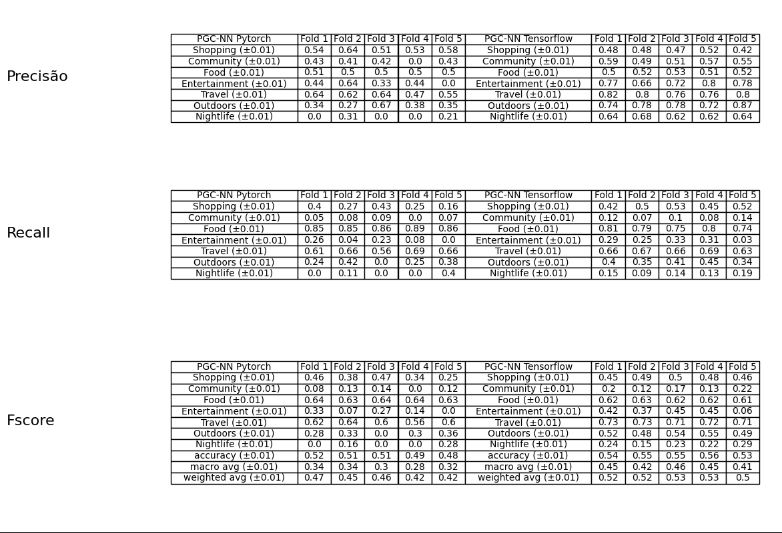 Precisão
PGC-NN Pytorch Fold 1 Fold 2 Fold 3 Fold 4 Fold 5 PGC-NN Tensorflow Fold 1 Fold 2 Fold 3 Fold 4 Fold 5
Shopping (±0.01) 0.54 0.64 0.51 0.53 0.58 Shopping (±0.01) 0.48 0.48 0.47 0.52 0.42
Community (±0.01) 0.43 0.41 0.42 0.0 0.43 Community (±0.01) 0.59 0.49 0.51 0.57 0.55
Food (±0.01) 0.51 0.5 0.5 0.5 0.5 Food (±0.01) 0.5 0.52 0.53 0.51 0.52
Entertainment (±0.01) 0.44 0.64 0.33 0.44 0.0 Entertainment (±0.01) 0.77 0.66 0.72 0.8 0.78
Travel (±0.01) 0.64 0.62 0.64 0.47 0.55 Travel (±0.01) 0.82 0.8 0.76 0.76 0.8
Outdoors (±0.01) 0.34 0.27 0.67 0.38 0.35 Outdoors (±0.01) 0.74 0.78 0.78 0.72 0.87
Nightlife (±0.01) 0.0 0.31 0.0 0.0 0.21 Nightlife (±0.01) 0.64 0.68 0.62 0.62 0.64
Recall
PGC-NN Pytorch Fold 1 Fold 2 Fold 3 Fold 4 Fold 5 PGC-NN Tensorflow Fold 1 Fold 2 Fold 3 Fold 4 Fold 5
Shopping (±0.01) 0.4 0.27 0.43 0.25 0.16 Shopping (±0.01) 0.42 0.5 0.53 0.45 0.52
Community (±0.01) 0.05 0.08 0.09 0.0 0.07 Community (±0.01) 0.12 0.07 0.1 0.08 0.14
Food (±0.01) 0.85 0.85 0.86 0.89 0.86 Food (±0.01) 0.81 0.79 0.75 0.8 0.74
Entertainment (±0.01) 0.26 0.04 0.23 0.08 0.0 Entertainment (±0.01) 0.29 0.25 0.33 0.31 0.03
Travel (±0.01) 0.61 0.66 0.56 0.69 0.66 Travel (±0.01) 0.66 0.67 0.66 0.69 0.63
Outdoors (±0.01) 0.24 0.42 0.0 0.25 0.38 Outdoors (±0.01) 0.4 0.35 0.41 0.45 0.34
Nightlife (±0.01) 0.0 0.11 0.0 0.0 0.4 Nightlife (±0.01) 0.15 0.09 0.14 0.13 0.19
Fscore
PGC-NN Pytorch Fold 1 Fold 2 Fold 3 Fold 4 Fold 5 PGC-NN Tensorflow Fold 1 Fold 2 Fold 3 Fold 4 Fold 5
Shopping (±0.01) 0.46 0.38 0.47 0.34 0.25 Shopping (±0.01) 0.45 0.49 0.5 0.48 0.46
Community (±0.01) 0.08 0.13 0.14 0.0 0.12 Community (±0.01) 0.2 0.12 0.17 0.13 0.22
Food (±0.01) 0.64 0.63 0.63 0.64 0.63 Food (±0.01) 0.62 0.63 0.62 0.62 0.61
Entertainment (±0.01) 0.33 0.07 0.27 0.14 0.0 Entertainment (±0.01) 0.42 0.37 0.45 0.45 0.06
Travel (±0.01) 0.62 0.64 0.6 0.56 0.6 Travel (±0.01) 0.73 0.73 0.71 0.72 0.71
Outdoors (±0.01) 0.28 0.33 0.0 0.3 0.36 Outdoors (±0.01) 0.52 0.48 0.54 0.55 0.49
Nightlife (±0.01) 0.0 0.16 0.0 0.0 0.28 Nightlife (±0.01) 0.24 0.15 0.23 0.22 0.29
accuracy (±0.01) 0.52 0.51 0.51 0.49 0.48 accuracy (±0.01) 0.54 0.55 0.55 0.56 0.53
macro avg (±0.01) 0.34 0.34 0.3 0.28 0.32 macro avg (±0.01) 0.45 0.42 0.46 0.45 0.41
weighted avg (±0.01) 0.47 0.45 0.46 0.42 0.42 weighted avg (±0.01) 0.52 0.52 0.53 0.53 0.5